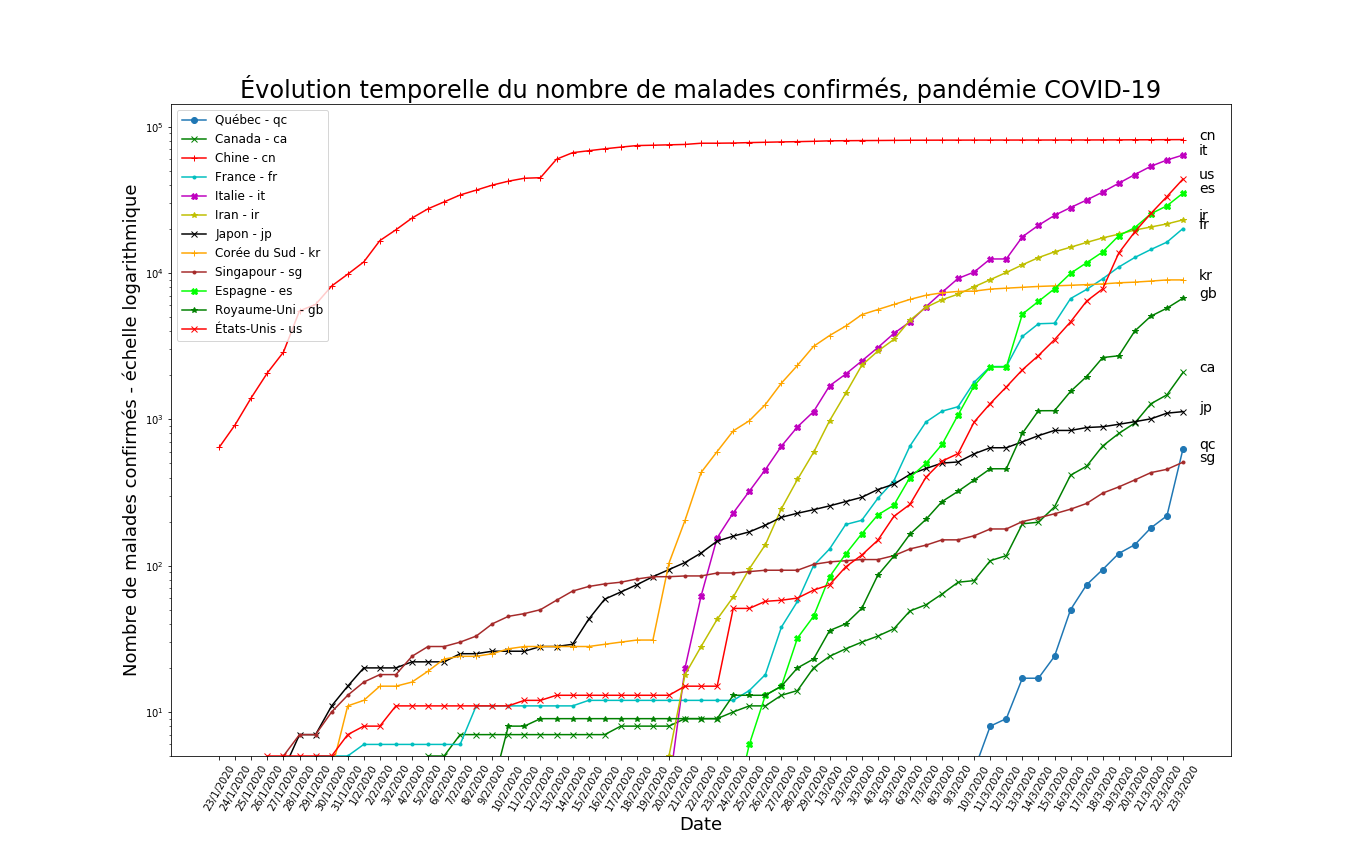 Évolution temporelle du nombre de malades confirmés, pandémie COVID-19
Nombre de malades confirmés - échelle logarithmique
10⁵
10⁴
10³
10²
10¹
Québec - qc
Canada - ca
Chine - cn
France - fr
Italie - it
Iran - ir
Japon - jp
Corée du Sud - kr
Singapour - sg
Espagne - es
Royaume-Uni - gb
États-Unis - us
cn
it
us
es
ir
fr
kr
gb
ca
jp
qc
sg
23/1/2020
24/1/2020
25/1/2020
26/1/2020
27/1/2020
28/1/2020
29/1/2020
30/1/2020
31/1/2020
1/2/2020
2/2/2020
3/2/2020
4/2/2020
5/2/2020
6/2/2020
7/2/2020
8/2/2020
9/2/2020
10/2/2020
11/2/2020
12/2/2020
13/2/2020
14/2/2020
15/2/2020
16/2/2020
17/2/2020
18/2/2020
19/2/2020
20/2/2020
21/2/2020
22/2/2020
23/2/2020
24/2/2020
25/2/2020
26/2/2020
27/2/2020
28/2/2020
29/2/2020
1/3/2020
2/3/2020
3/3/2020
4/3/2020
5/3/2020
6/3/2020
7/3/2020
8/3/2020
9/3/2020
10/3/2020
11/3/2020
12/3/2020
13/3/2020
14/3/2020
15/3/2020
16/3/2020
17/3/2020
18/3/2020
19/3/2020
20/3/2020
21/3/2020
22/3/2020
23/3/2020
Date